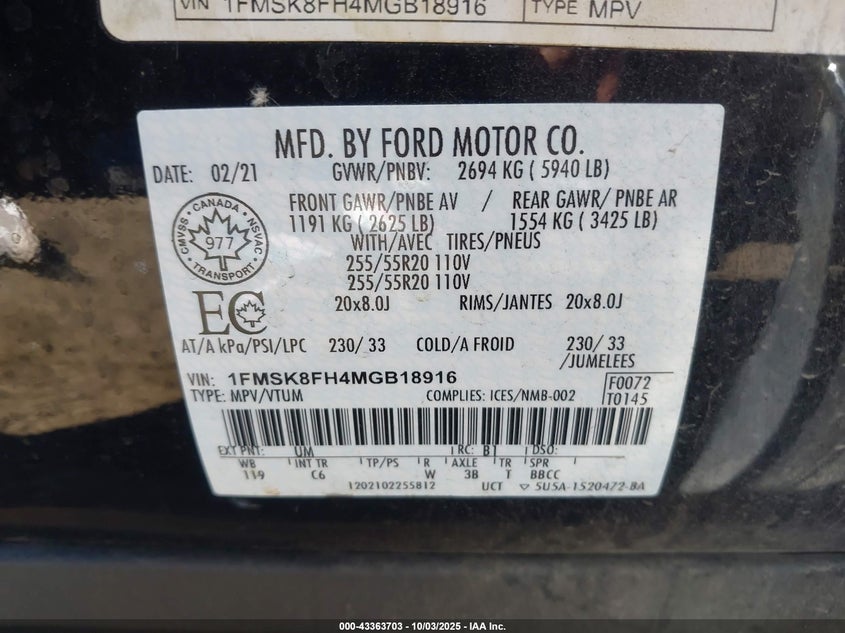 VIN 1FMSK8FH4MGB18916 TYPE MPV
MFD. BY FORD MOTOR CO.
DATE: 02/21 GVWR/PNBV: 2694 KG ( 5940 LB)
FRONT GAWR/PNBE AV / REAR GAWR/ PNBE AR
1191 KG ( 2625 LB) 1554 KG ( 3425 LB)
WITH/AVEC TIRES/PNEUS
255/55R20 110V
255/55R20 110V
20x8.0J RIMS/JANTES 20x8.0J
CANADA
CMVSS NSVAC
977
TRANSPORT
EC
AT/A kPa/PSI/LPC 230/ 33 COLD/A FROID 230/ 33
/JUMELEES
VIN: 1FMSK8FH4MGB18916 F0072
TYPE: MPV/VTUM COMPLIES: ICES/NMB-002 T0145
EXT PNT: UM RC: B1 DSO:
WB INT TR TP/PS R AXLE TR SPR
119 C6 W 3B T BBCC
1202102255812 UCT ▽ 5U5A-1520472-BA
000-43363703 - 10/03/2025 - IAA Inc.